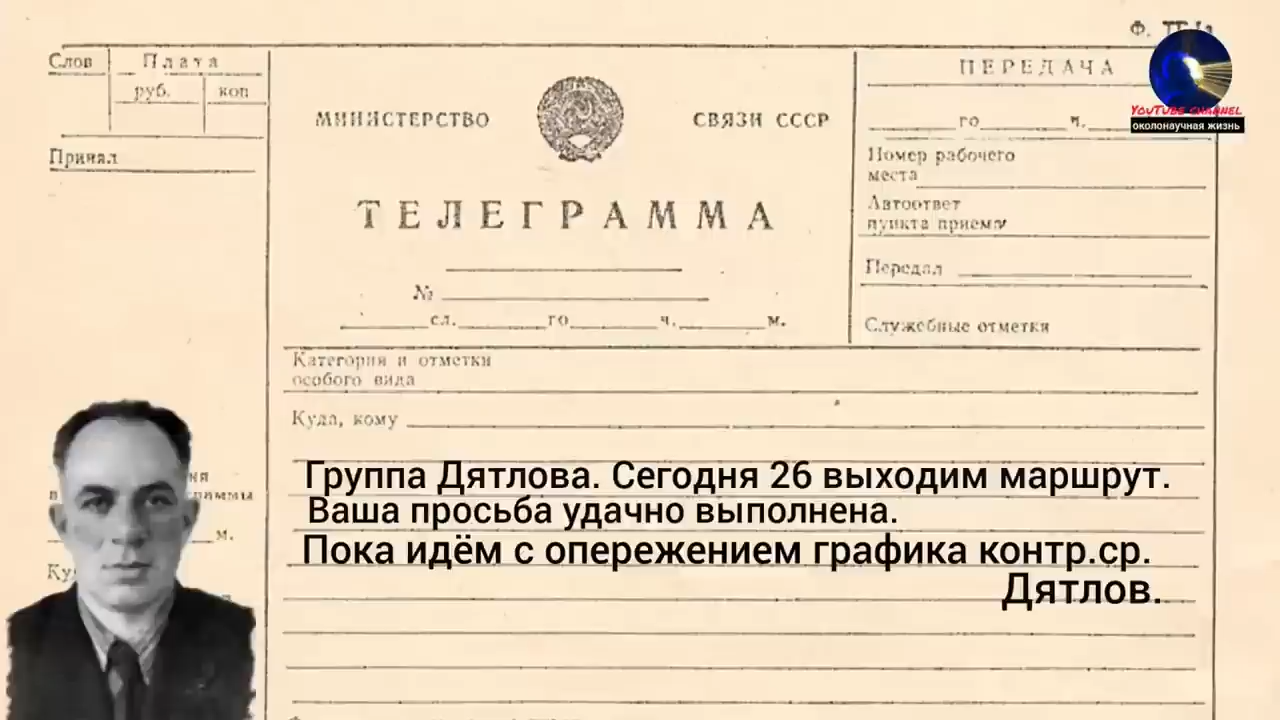 Ф.
Слов
Плата
руб.
коп
Принял
МИНИСТЕРСТВО
СВЯЗИ СССР
ТЕЛЕГРАММА
№
сл. го ч. м.
ПЕРЕДАЧА
го ч.
Номер рабочего
места
Автоответ
пункта приема
Передал
Служебные отметки
YouTube channel
околонаучная жизнь
Категория и отметки
особого вида
Куда, кому
Группа Дятлова. Сегодня 26 выходим маршрут.
Ваша просьба удачно выполнена.
Пока идём с опережением графика контр.ср.
Дятлов.
м.